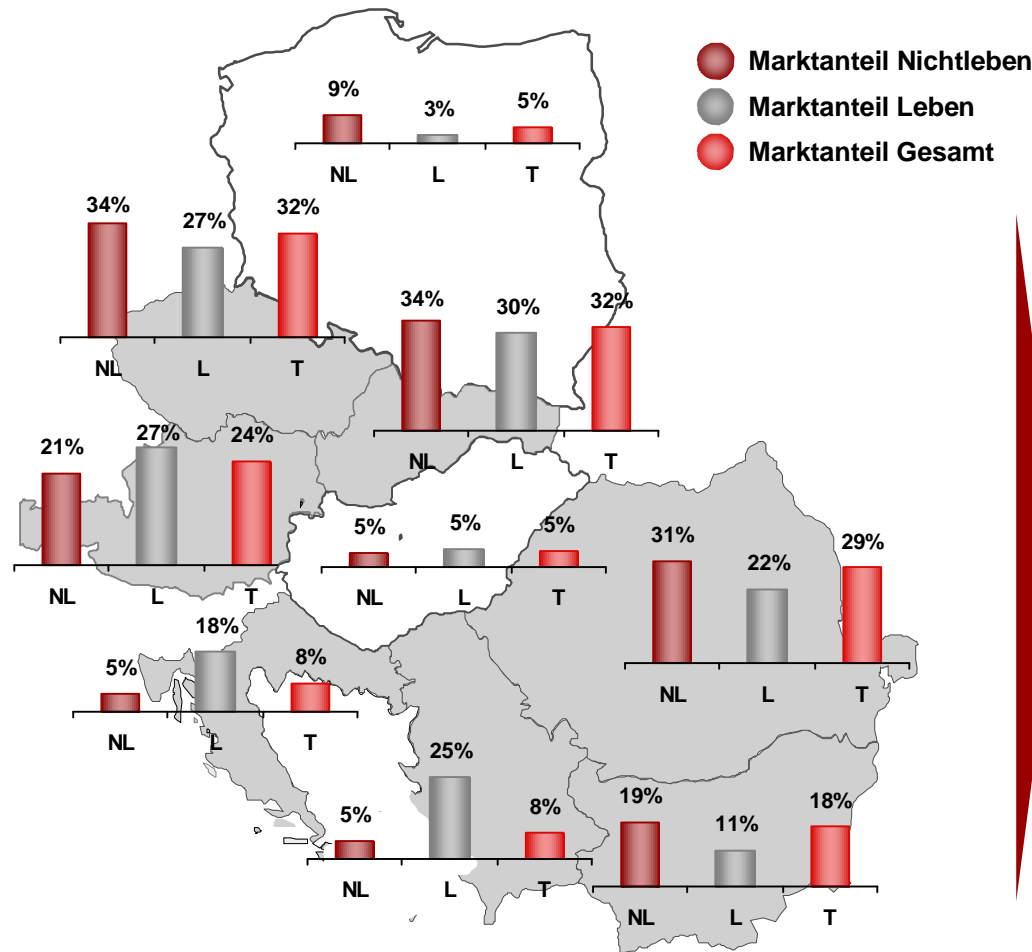 Marktanteil Nichtleben
Marktanteil Leben
Marktanteil Gesamt
9% 3% 5%
NL L T
34% 27% 32%
NL L T
34% 30% 32%
NL L T
21% 27% 24%
NL L T
5% 5% 5%
NL L T
31% 22% 29%
NL L T
5% 18% 8%
NL L T
5% 25% 8%
NL L T
19% 11% 18%
NL L T